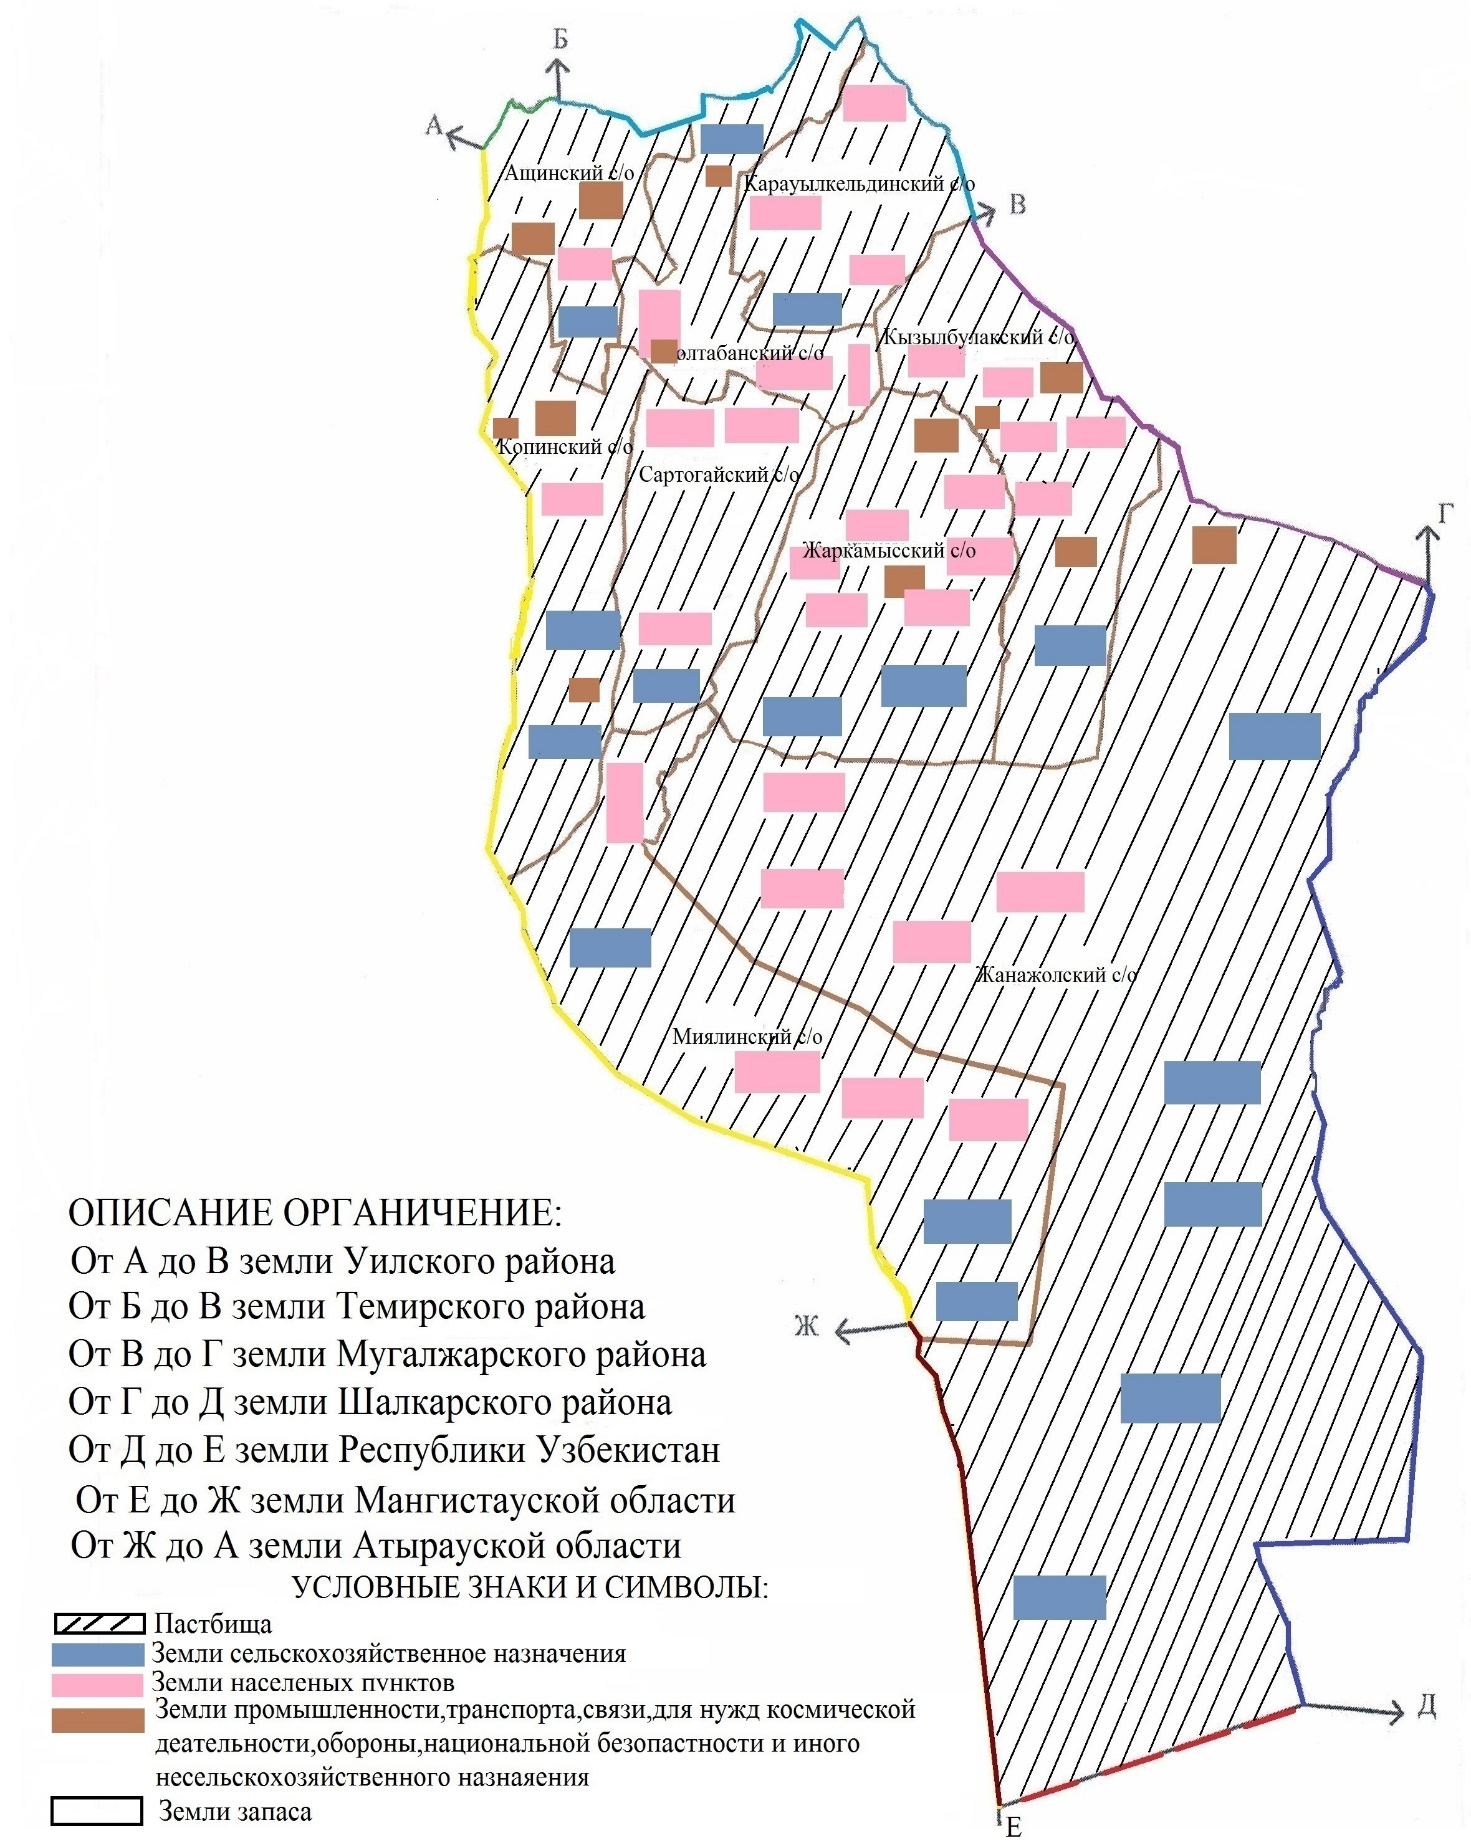 Б
А
Ащинский с/о
Карауылкельдинский с/о
В
Кызылбулакский с/о
олтабанский с/о
Копинский с/о
Сартогайский с/о
Г
Жаркамысский с/о
Жанажолский с/о
Миялинский с/о
ОПИСАНИЕ ОРГАНИЧЕНИЕ:
От А до В земли Уилского района
От Б до В земли Темирского района
Ж
От В до Г земли Мугалжарского района
От Г до Д земли Шалкарского района
От Д до Е земли Республики Узбекистан
От Е до Ж земли Мангистауской области
От Ж до А земли Атырауской области
УСЛОВНЫЕ ЗНАКИ И СИМВОЛЫ:
Пастбища
Земли сельскохозяйственное назначения
Земли населеных пунктов
Земли промышленности,транспорта,связи,для нужд космической
деательности,обороны,национальной безопастности и иного
несельскохозяйственного назнаяения
Д
Земли запаса
Е